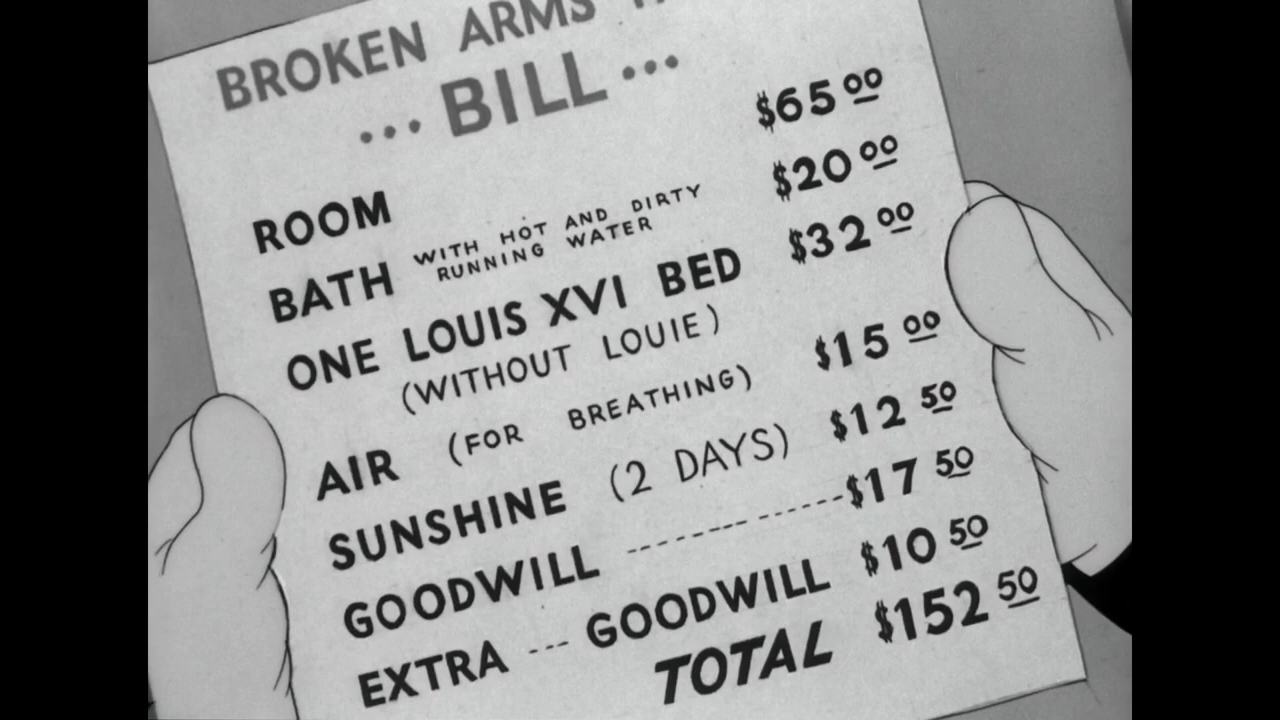 BROKEN ARMS
... BILL ...
ROOM $65 00
BATH WITH HOT AND DIRTY RUNNING WATER $20 00
ONE LOUIS XVI BED $32 00
(WITHOUT LOUIE)
AIR (FOR BREATHING) $15 00
SUNSHINE (2 DAYS) $12 50
GOODWILL ------------ $17 50
EXTRA --- GOODWILL $10 50
TOTAL $152 50